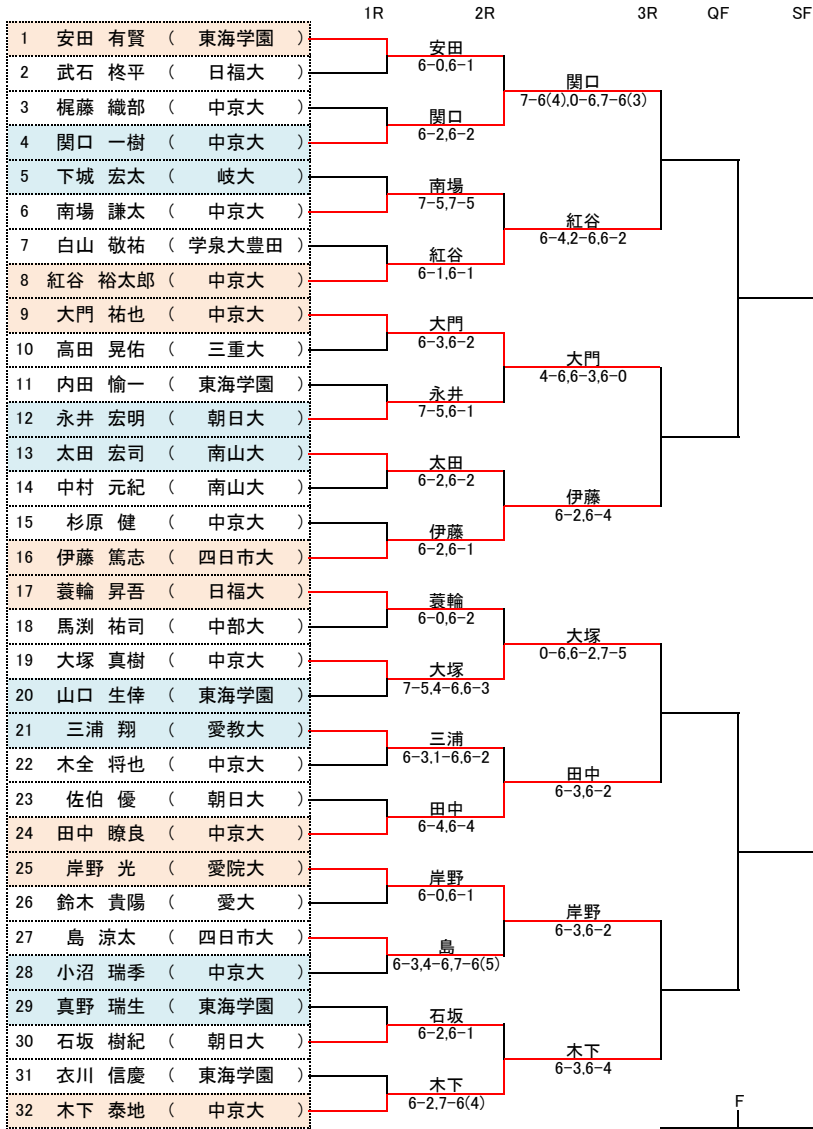 1R 2R 3R QF SF
1 安田 有賢 ( 東海学園 )
安田
6-0,6-1
2 武石 柊平 ( 日福大 )
関口
7-6(4),0-6,7-6(3)
3 梶藤 織部 ( 中京大 )
関口
6-2,6-2
4 関口 一樹 ( 中京大 )
5 下城 宏太 ( 岐大 )
南場
7-5,7-5
6 南場 謙太 ( 中京大 )
紅谷
6-4,2-6,6-2
7 白山 敬祐 ( 学泉大豊田 )
紅谷
6-1,6-1
8 紅谷 裕太郎 ( 中京大 )
9 大門 祐也 ( 中京大 )
大門
6-3,6-2
10 高田 晃佑 ( 三重大 )
大門
4-6,6-3,6-0
11 内田 愉一 ( 東海学園 )
永井
7-5,6-1
12 永井 宏明 ( 朝日大 )
13 太田 宏司 ( 南山大 )
太田
6-2,6-2
14 中村 元紀 ( 南山大 )
伊藤
6-2,6-4
15 杉原 健 ( 中京大 )
伊藤
6-2,6-1
16 伊藤 篤志 ( 四日市大 )
17 蓑輪 昇吾 ( 日福大 )
蓑輪
6-0,6-2
18 馬渕 祐司 ( 中部大 )
大塚
0-6,6-2,7-5
19 大塚 真樹 ( 中京大 )
大塚
7-5,4-6,6-3
20 山口 生倖 ( 東海学園 )
21 三浦 翔 ( 愛教大 )
三浦
6-3,1-6,6-2
22 木全 将也 ( 中京大 )
田中
6-3,6-2
23 佐伯 優 ( 朝日大 )
田中
6-4,6-4
24 田中 瞭良 ( 中京大 )
25 岸野 光 ( 愛院大 )
岸野
6-0,6-1
26 鈴木 貴陽 ( 愛大 )
岸野
6-3,6-2
27 島 涼太 ( 四日市大 )
島
6-3,4-6,7-6(5)
28 小沼 瑞季 ( 中京大 )
29 真野 瑞生 ( 東海学園 )
石坂
6-2,6-1
30 石坂 樹紀 ( 朝日大 )
木下
6-3,6-4
31 衣川 信慶 ( 東海学園 )
木下
6-2,7-6(4)
32 木下 泰地 ( 中京大 )
F